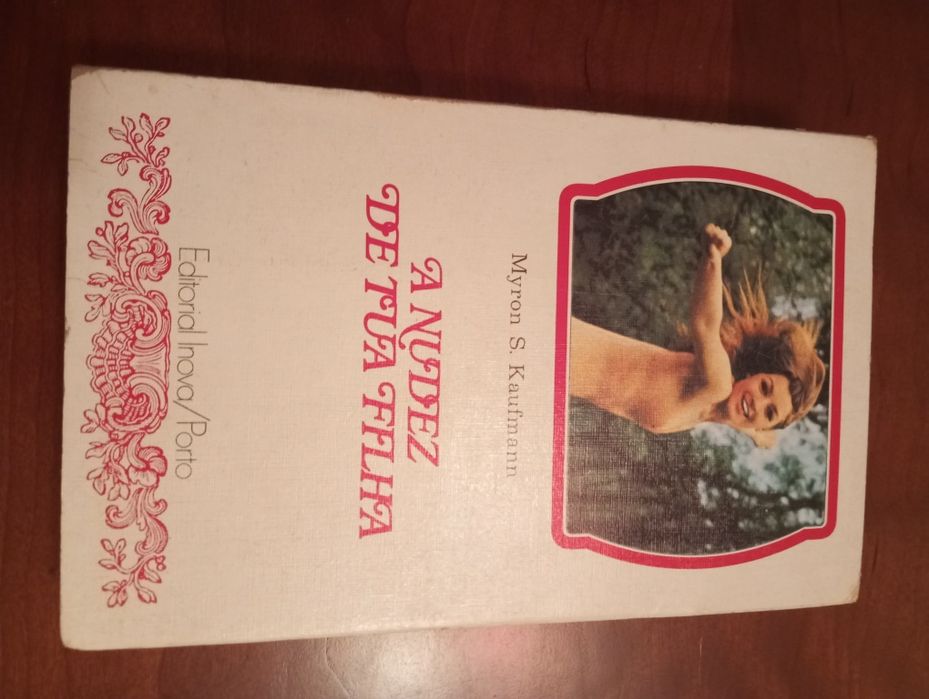 Myron S. Kaufmann
A NUDEZ
DE TUA FILHA
Editorial Inova/Porto